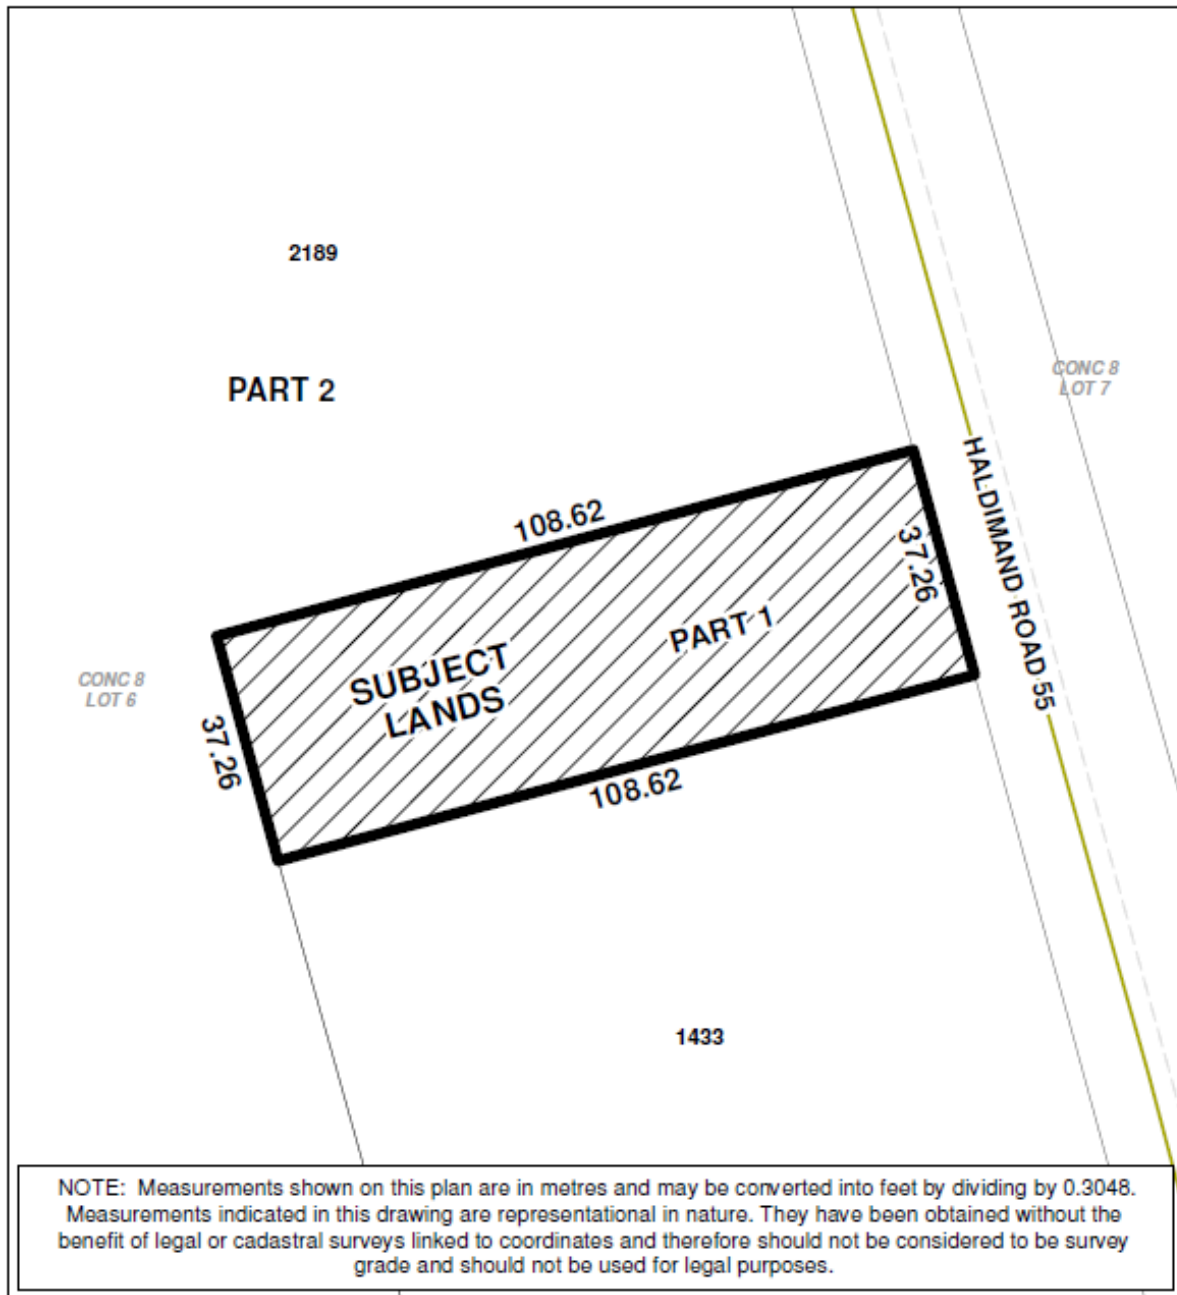 2189
CONC 8
LOT 7
PART 2
HALDIMAND ROAD 55
108.62
37.26
PART 1
SUBJECT
LANDS
CONC 8
LOT 6
37.26
108.62
1433
NOTE: Measurements shown on this plan are in metres and may be converted into feet by dividing by 0.3048.
Measurements indicated in this drawing are representational in nature. They have been obtained without the
benefit of legal or cadastral surveys linked to coordinates and therefore should not be considered to be survey
grade and should not be used for legal purposes.